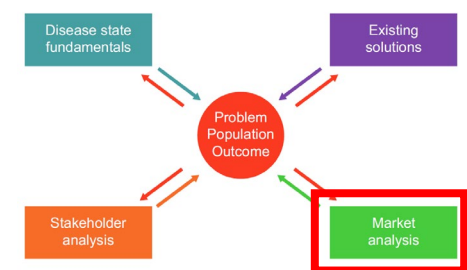 Disease state
fundamentals
Existing
solutions
Problem
Population
Outcome
Stakeholder
analysis
Market
analysis